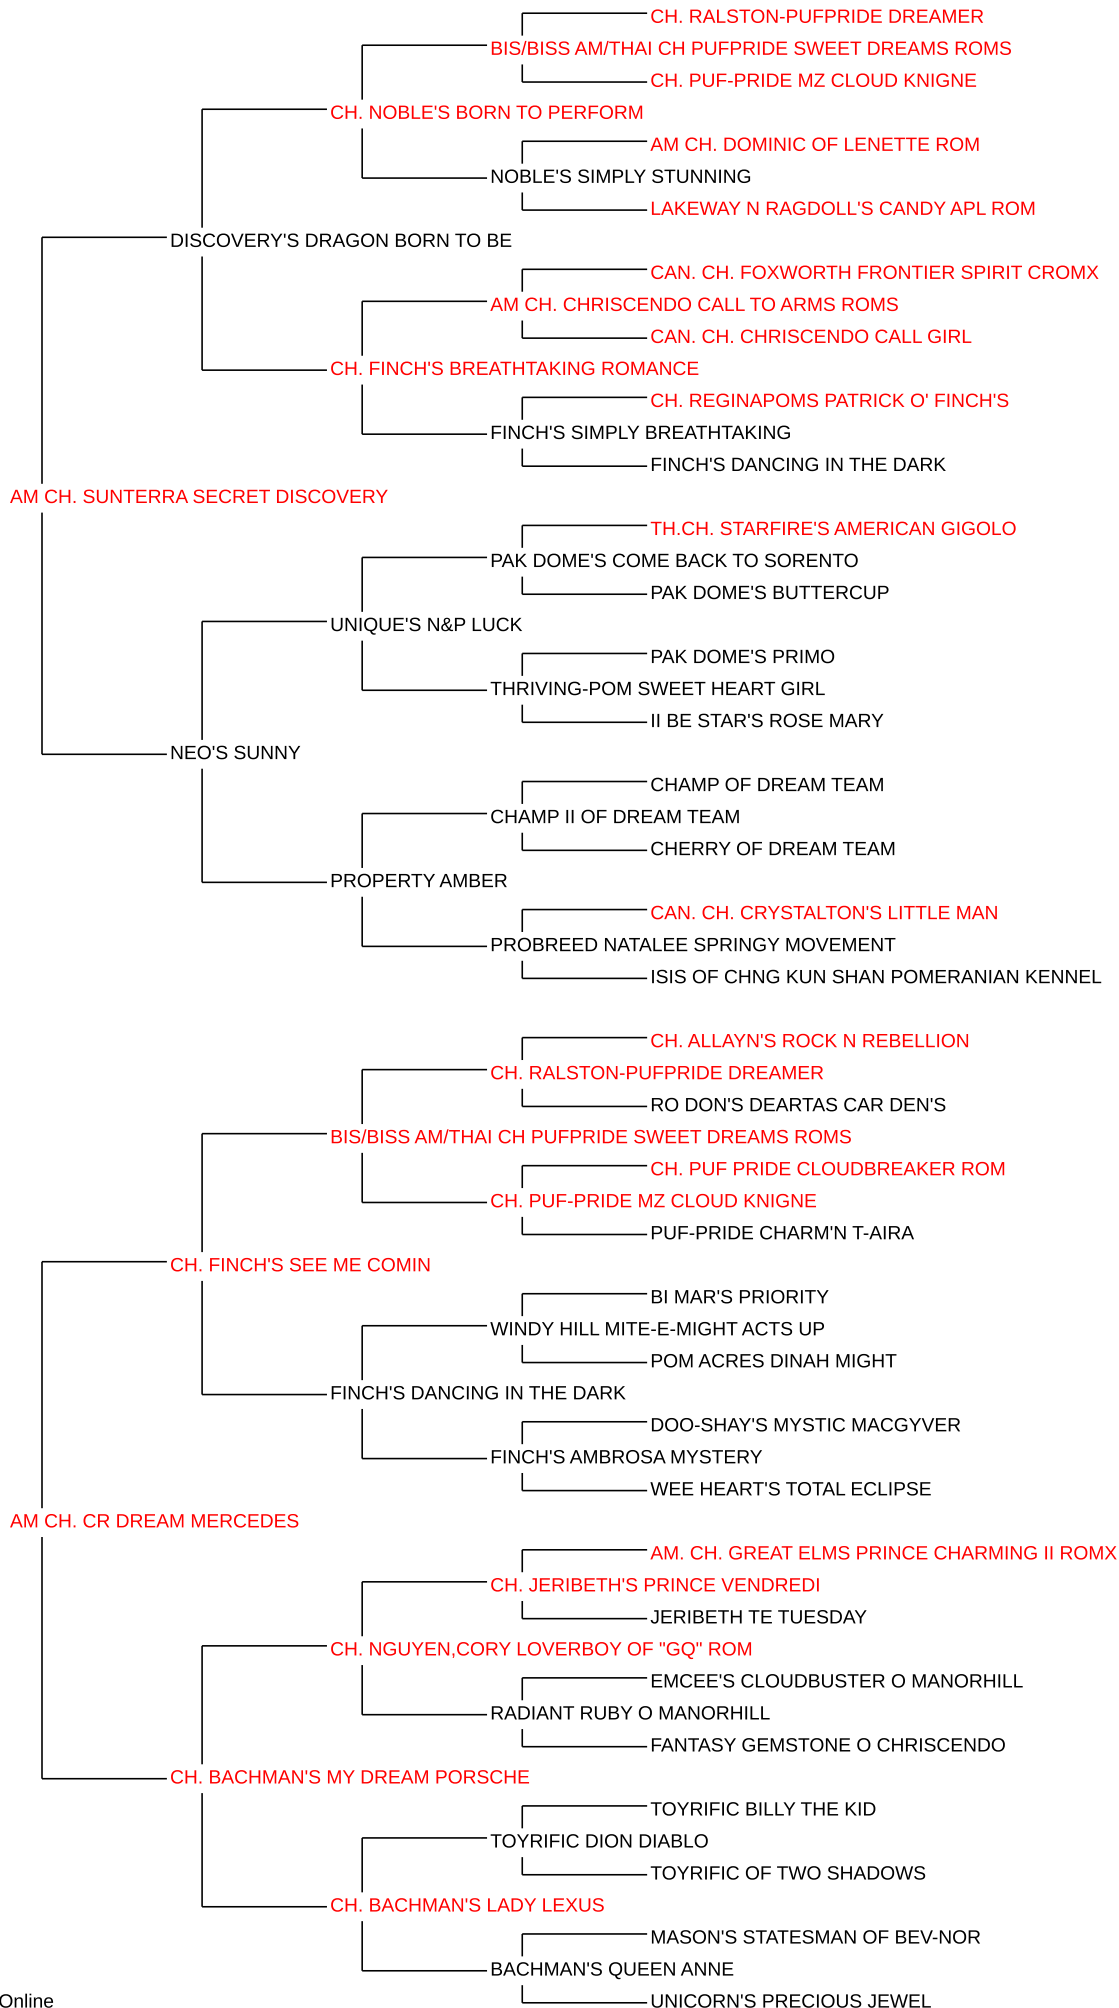 CH. RALSTON-PUFPRIDE DREAMER
BIS/BISS AM/THAI CH PUFPRIDE SWEET DREAMS ROMS
CH. PUF-PRIDE MZ CLOUD KNIGNE
CH. NOBLE'S BORN TO PERFORM
AM CH. DOMINIC OF LENETTE ROM
NOBLE'S SIMPLY STUNNING
LAKEWAY N RAGDOLL'S CANDY APL ROM
DISCOVERY'S DRAGON BORN TO BE
CAN. CH. FOXWORTH FRONTIER SPIRIT CROMX
AM CH. CHRISCENDO CALL TO ARMS ROMS
CAN. CH. CHRISCENDO CALL GIRL
CH. FINCH'S BREATHTAKING ROMANCE
CH. REGINAPOMS PATRICK O' FINCH'S
FINCH'S SIMPLY BREATHTAKING
FINCH'S DANCING IN THE DARK
AM CH. SUNTERRA SECRET DISCOVERY
TH.CH. STARFIRE'S AMERICAN GIGOLO
PAK DOME'S COME BACK TO SORENTO
PAK DOME'S BUTTERCUP
UNIQUE'S N&P LUCK
PAK DOME'S PRIMO
THRIVING-POM SWEET HEART GIRL
II BE STAR'S ROSE MARY
NEO'S SUNNY
CHAMP OF DREAM TEAM
CHAMP II OF DREAM TEAM
CHERRY OF DREAM TEAM
PROPERTY AMBER
CAN. CH. CRYSTALTON'S LITTLE MAN
PROBREED NATALEE SPRINGY MOVEMENT
ISIS OF CHNG KUN SHAN POMERANIAN KENNEL
CH. ALLAYN'S ROCK N REBELLION
CH. RALSTON-PUFPRIDE DREAMER
RO DON'S DEARTAS CAR DEN'S
BIS/BISS AM/THAI CH PUFPRIDE SWEET DREAMS ROMS
CH. PUF PRIDE CLOUDBREAKER ROM
CH. PUF-PRIDE MZ CLOUD KNIGNE
PUF-PRIDE CHARM'N T-AIRA
CH. FINCH'S SEE ME COMIN
BI MAR'S PRIORITY
WINDY HILL MITE-E-MIGHT ACTS UP
POM ACRES DINAH MIGHT
FINCH'S DANCING IN THE DARK
DOO-SHAY'S MYSTIC MACGYVER
FINCH'S AMBROSA MYSTERY
WEE HEART'S TOTAL ECLIPSE
AM CH. CR DREAM MERCEDES
AM. CH. GREAT ELMS PRINCE CHARMING II ROMX
CH. JERIBETH'S PRINCE VENDREDI
JERIBETH TE TUESDAY
CH. NGUYEN,CORY LOVERBOY OF "GQ" ROM
EMCEE'S CLOUDBUSTER O MANORHILL
RADIANT RUBY O MANORHILL
FANTASY GEMSTONE O CHRISCENDO
CH. BACHMAN'S MY DREAM PORSCHE
TOYRIFIC BILLY THE KID
TOYRIFIC DION DIABLO
TOYRIFIC OF TWO SHADOWS
CH. BACHMAN'S LADY LEXUS
MASON'S STATESMAN OF BEV-NOR
BACHMAN'S QUEEN ANNE
UNICORN'S PRECIOUS JEWEL
Online